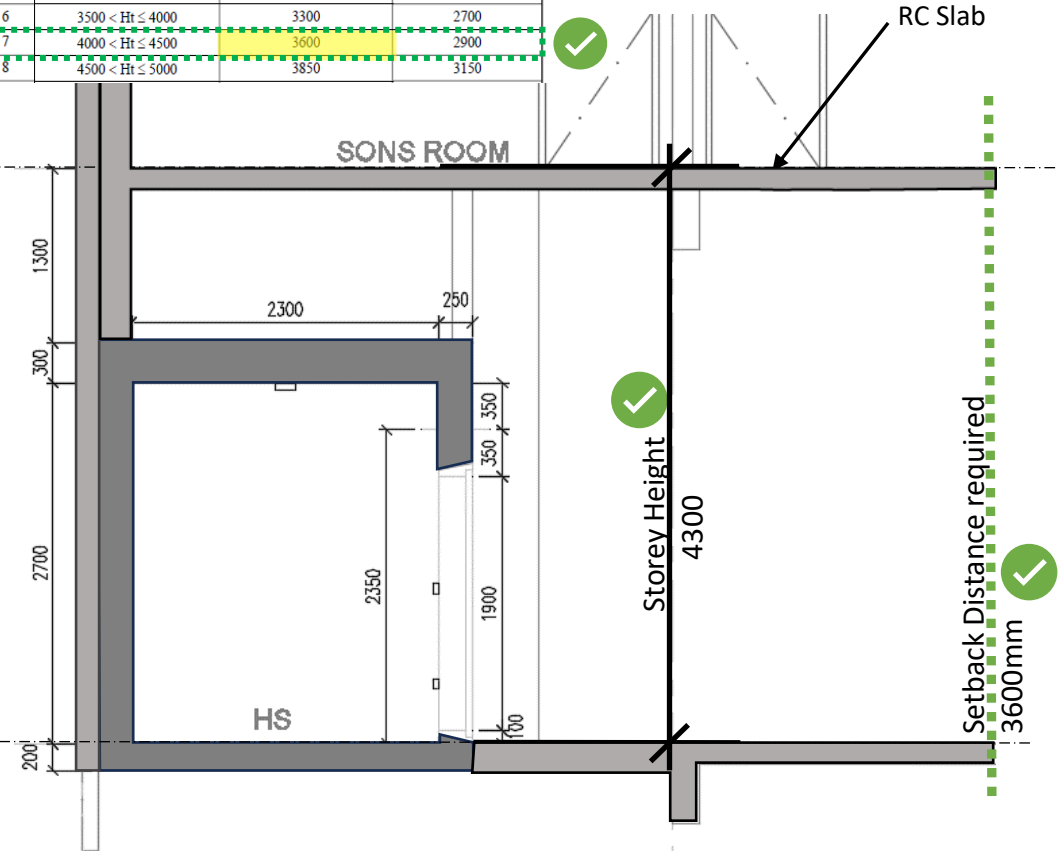 6 3500 < Ht ≤ 4000 3300 2700
7 4000 < Ht ≤ 4500 3600 2900
8 4500 < Ht ≤ 5000 3850 3150
RC Slab
SONS ROOM
1300
2300
250
300
350
350
Storey Height
4300
Setback Distance required
3600mm
2700
2350
1900
HS
100
200